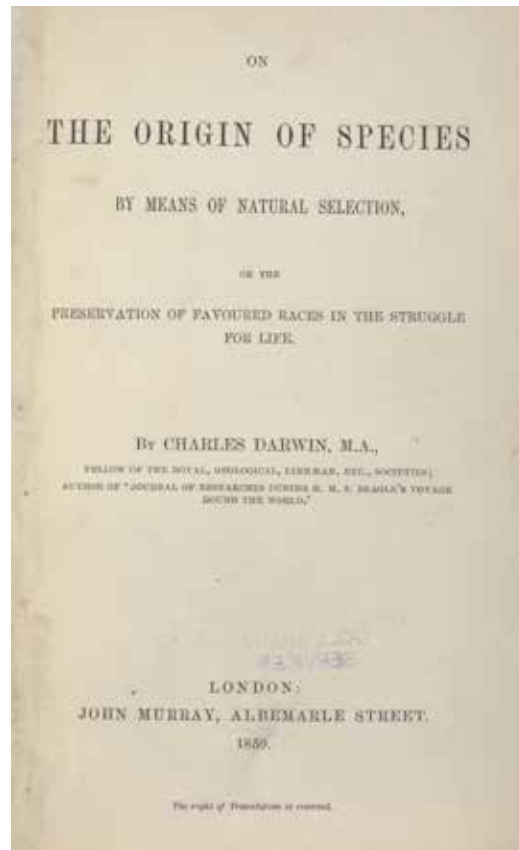 ON
THE ORIGIN OF SPECIES
BY MEANS OF NATURAL SELECTION,
OR THE
PRESERVATION OF FAVOURED RACES IN THE STRUGGLE
FOR LIFE.
By CHARLES DARWIN, M.A.,
FELLOW OF THE ROYAL, GEOLOGICAL, LINNÆAN, ETC., SOCIETIES;
AUTHOR OF "JOURNAL OF RESEARCHES DURING H. M. S. BEAGLE'S VOYAGE
ROUND THE WORLD."
LONDON:
JOHN MURRAY, ALBEMARLE STREET.
1859.
The right of Translation is reserved.